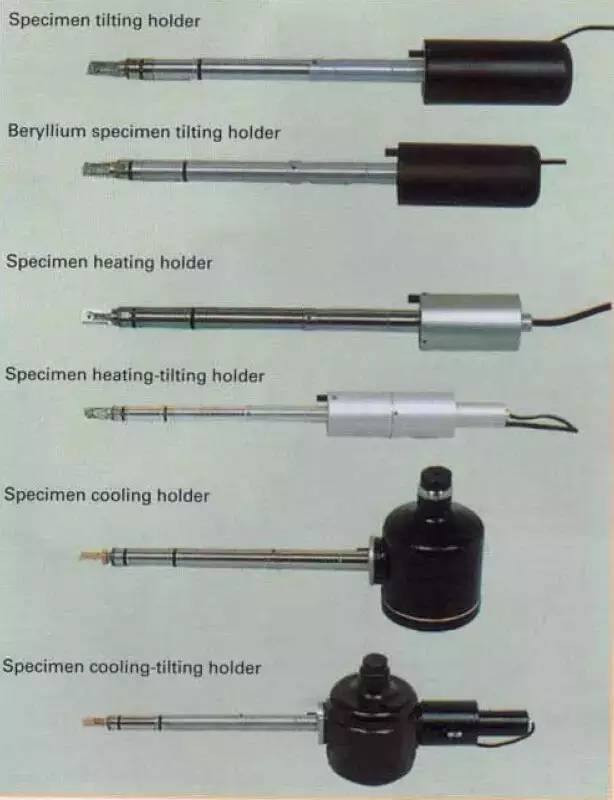 Specimen tilting holder
Beryllium specimen tilting holder
Specimen heating holder
Specimen heating-tilting holder
Specimen cooling holder
Specimen cooling-tilting holder